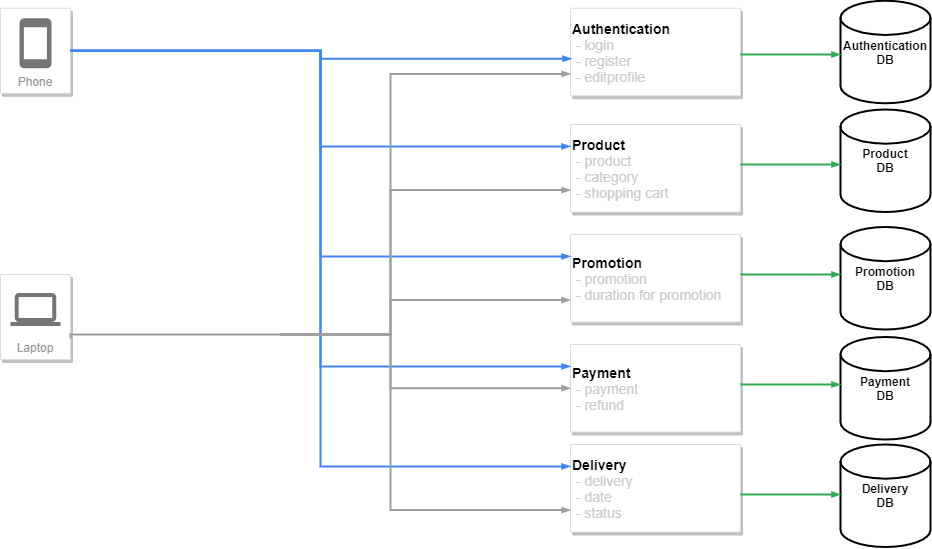 Phone
Laptop
Authentication
- login
- register
- editprofile
Product
- product
- category
- shopping cart
Promotion
- promotion
- duration for promotion
Payment
- payment
- refund
Delivery
- delivery
- date
- status
Authentication
DB
Product
DB
Promotion
DB
Payment
DB
Delivery
DB